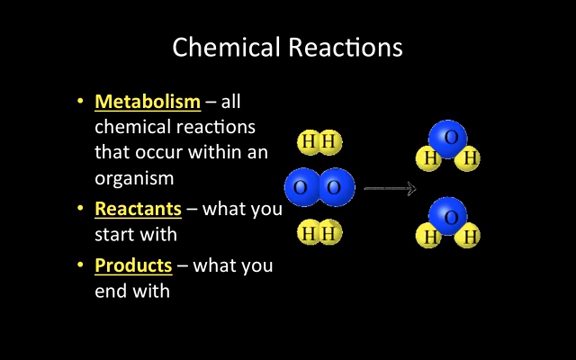 Chemical Reactions
• Metabolism – all
chemical reactions
that occur within an
organism
• Reactants – what you
start with
• Products – what you
end with
H H
O O
H H
O
H H
O
H H